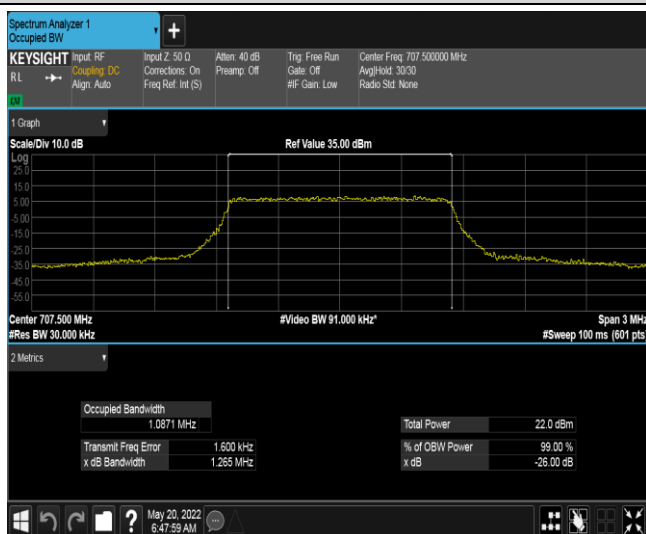 Spectrum Analyzer 1
Occupied BW
KEYSIGHT
Input: RF
Coupling: DC
Align: Auto
Input Z: 50 Ω
Corrections: On
Freq Ref: Int (S)
Atten: 40 dB
Preamp: Off
Trig: Free Run
Gate: Off
#IF Gain: Low
Center Freq: 707.500000 MHz
Avg|Hold: 30/30
Radio Std: None
R L
1 Graph
Scale/Div 10.0 dB
Ref Value 35.00 dBm
Log
25.0
15.0
5.00
-5.00
-15.0
-25.0
-35.0
-45.0
-55.0
Center 707.500 MHz
#Video BW 91.000 kHz*
Span 3 MHz
#Res BW 30.000 kHz
#Sweep 100 ms (601 pts)
2 Metrics
Occupied Bandwidth
1.0871 MHz
Total Power 22.0 dBm
Transmit Freq Error 1.600 kHz
% of OBW Power 99.00 %
x dB Bandwidth 1.265 MHz
x dB -26.00 dB
May 20, 2022
6:47:59 AM